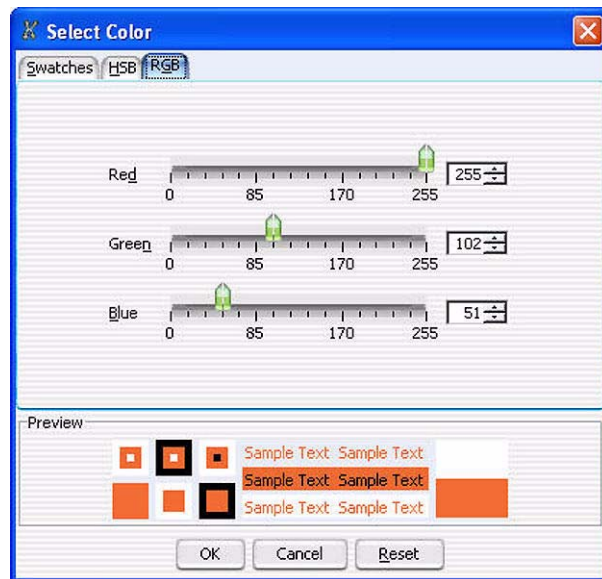 Select Color
Swatches HSB RGB
Red 255
0 85 170 255
Green 102
0 85 170 255
Blue 51
0 85 170 255
Preview
Sample Text Sample Text
Sample Text Sample Text
Sample Text Sample Text
OK Cancel Reset